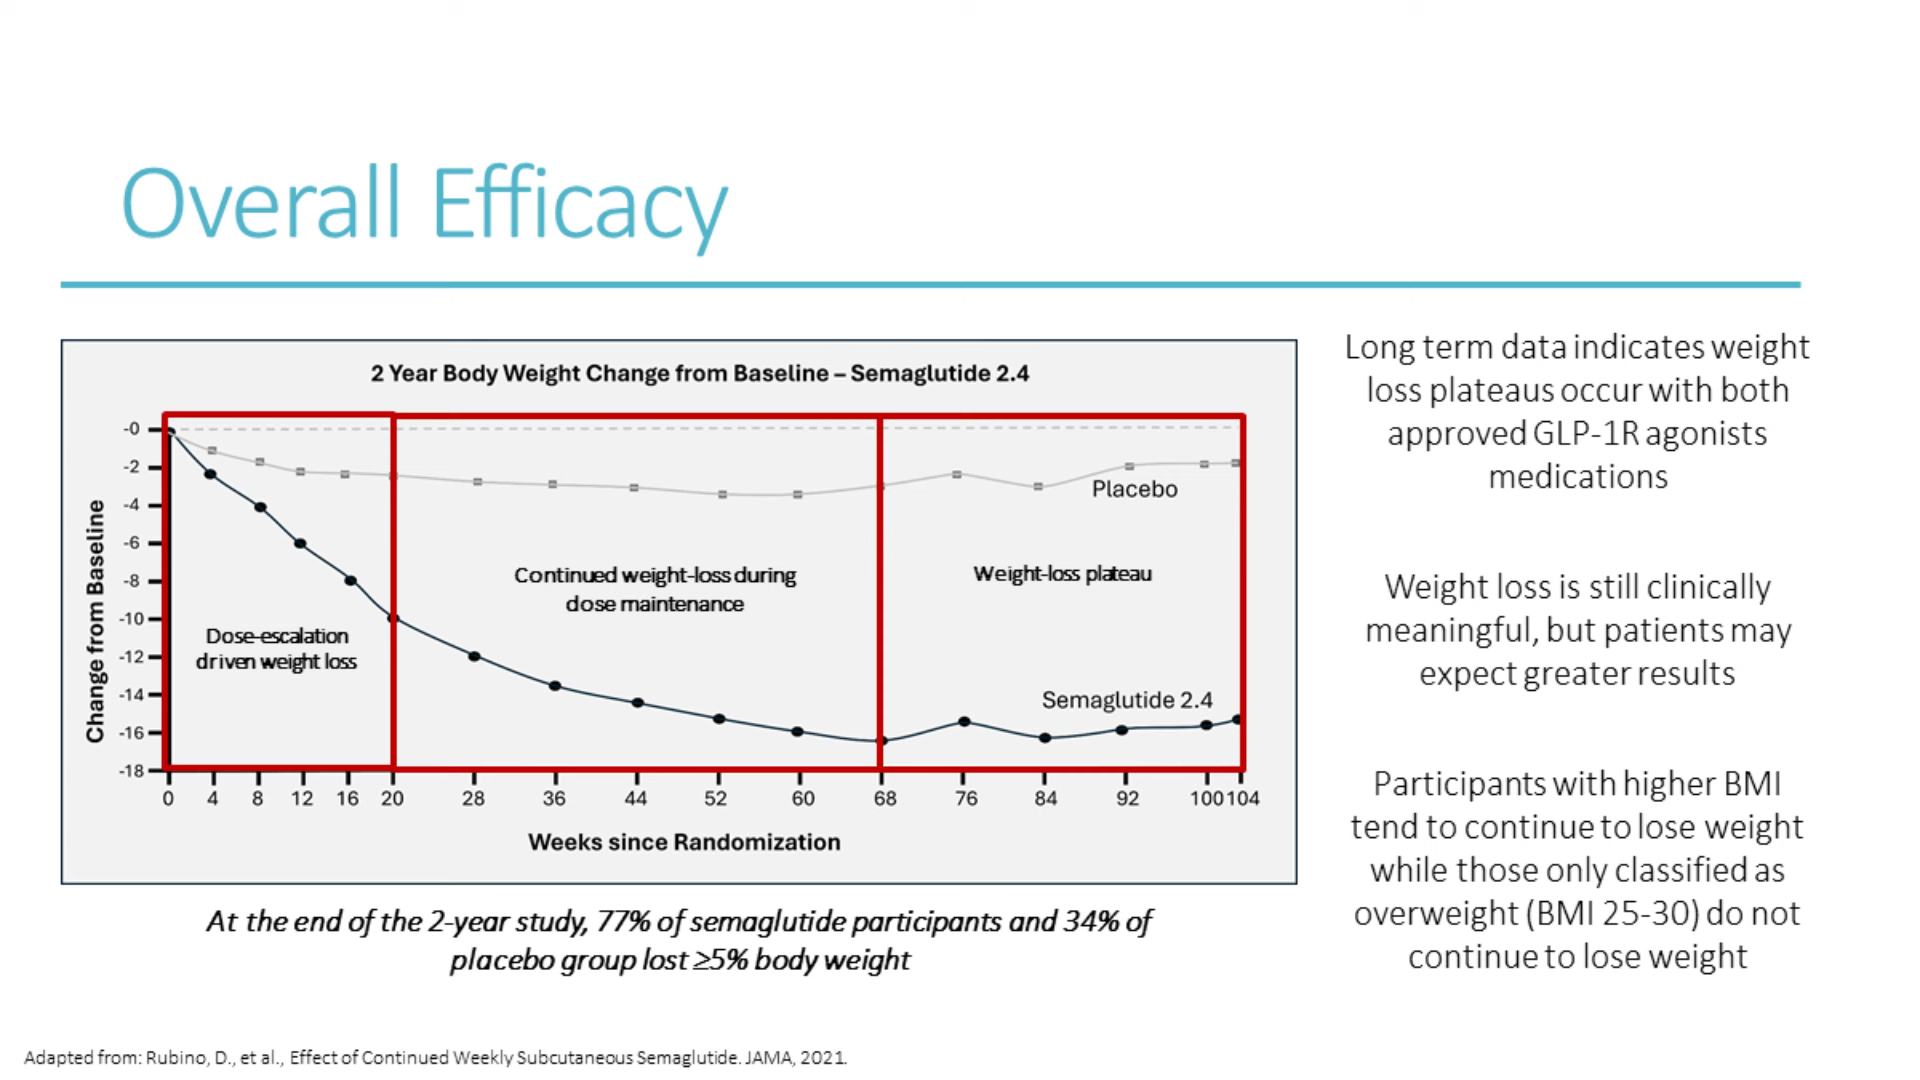 Overall Efficacy
2 Year Body Weight Change from Baseline – Semaglutide 2.4
Change from Baseline
-0
-2
-4
-6
-8
-10
-12
-14
-16
-18
Placebo
Continued weight-loss during
dose maintenance
Weight-loss plateau
Dose-escalation
driven weight loss
Semaglutide 2.4
0 4 8 12 16 20 28 36 44 52 60 68 76 84 92 100 104
Weeks since Randomization
At the end of the 2-year study, 77% of semaglutide participants and 34% of
placebo group lost ≥5% body weight
Long term data indicates weight
loss plateaus occur with both
approved GLP-1R agonists
medications
Weight loss is still clinically
meaningful, but patients may
expect greater results
Participants with higher BMI
tend to continue to lose weight
while those only classified as
overweight (BMI 25-30) do not
continue to lose weight
Adapted from: Rubino, D., et al., Effect of Continued Weekly Subcutaneous Semaglutide. JAMA, 2021.